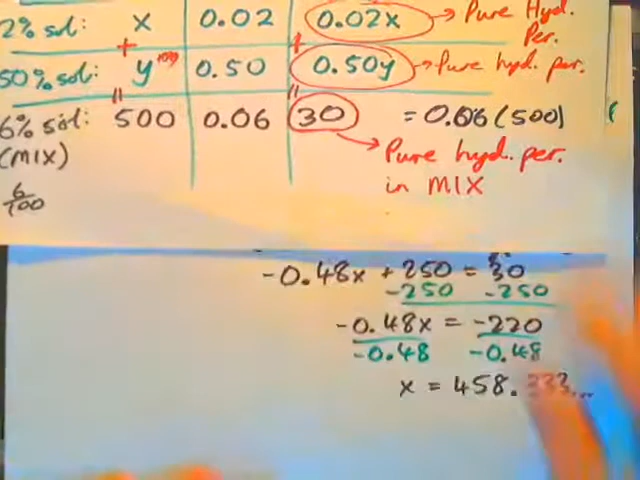 2% sol: x 0.02 0.02x → Pure Hyd. Per.
+ +
50% sol: y 0.50 0.50y → Pure hyd. per.
= =
6% sol: 500 0.06 30 = 0.06(500)
(MIX) → Pure hyd. per.
in MIX
6/100
-0.48x + 250 = 30
-250 -250
-0.48x = -220
-0.48 -0.48
x = 458.333...